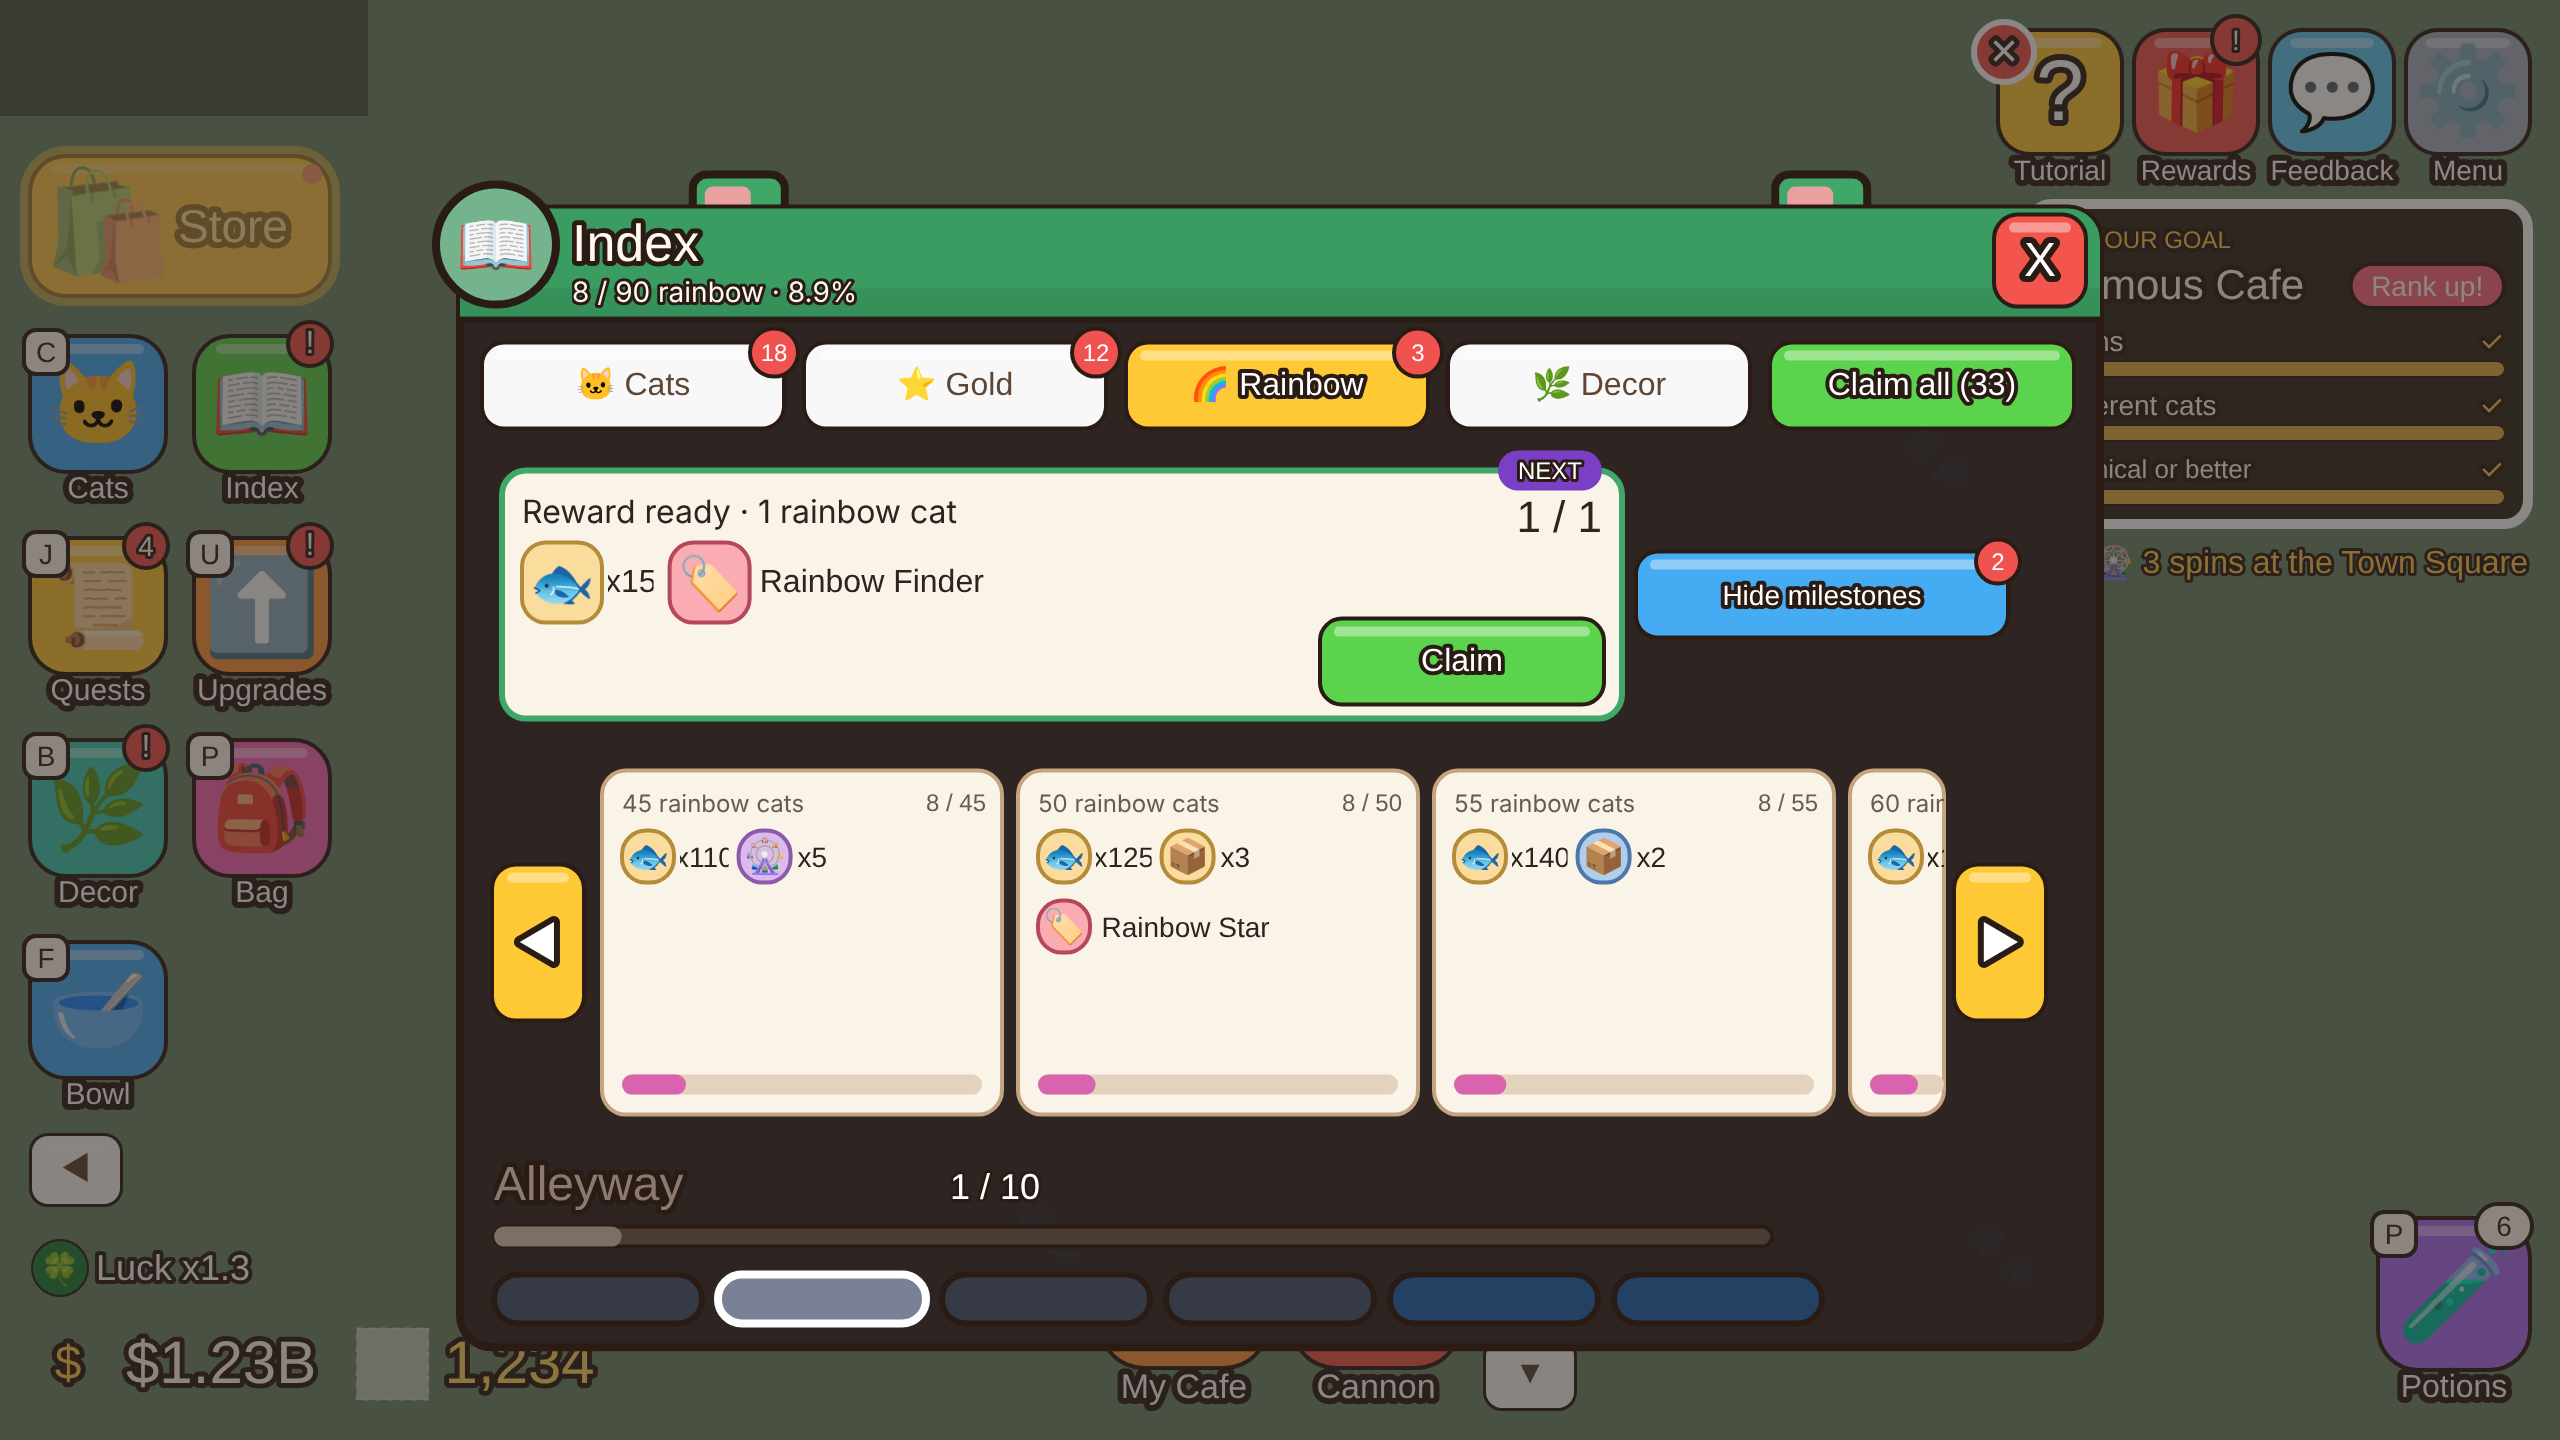 Store
C
Cats
!
Index
J
4
Quests
U
!
Upgrades
B
!
Decor
P
Bag
F
Bowl
Luck x1.3
$ $1.23B
1,234
Index
8 / 90 rainbow · 8.9%
X
Cats
18
Gold
12
Rainbow
3
Decor
Claim all (33)
NEXT
Reward ready · 1 rainbow cat
1 / 1
x15
Rainbow Finder
Claim
Hide milestones
2
45 rainbow cats
8 / 45
x110
x5
50 rainbow cats
8 / 50
x125
x3
Rainbow Star
55 rainbow cats
8 / 55
x140
x2
60 rain
Alleyway
1 / 10
My Cafe
Cannon
?
Tutorial
!
Rewards
Feedback
Menu
OUR GOAL
mous Cafe
Rank up!
ns
erent cats
ical or better
3 spins at the Town Square
P
6
Potions